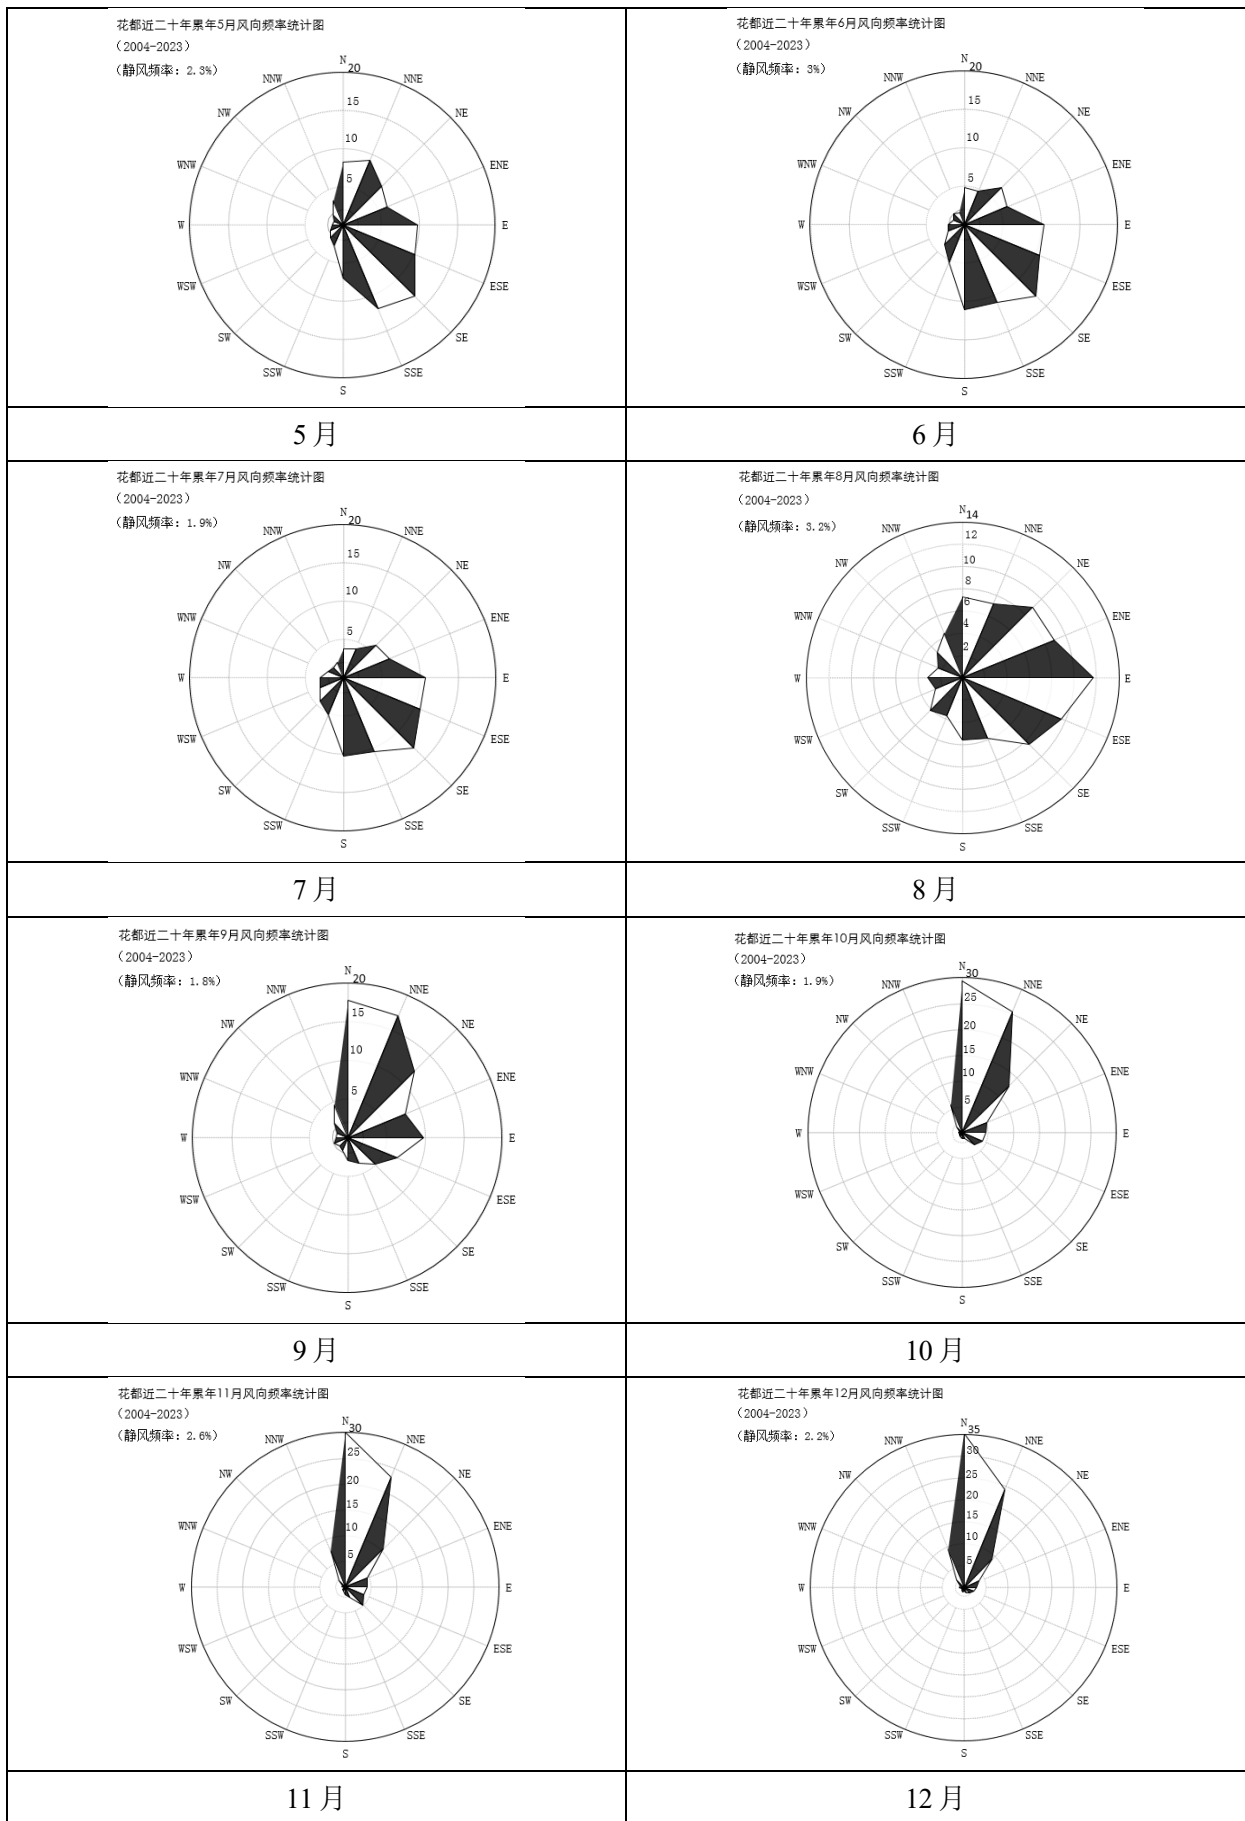 花都近二十年累年5月风向频率统计图
（2004-2023）
（静风频率：2.3%）
N
20
NNW
NNE
NW
15
NE
10
WNW
ENE
5
W
E
WSW
ESE
SW
SE
SSW
SSE
S
花都近二十年累年6月风向频率统计图
（2004-2023）
（静风频率：3%）
N
20
NNW
NNE
NW
15
NE
10
WNW
ENE
5
W
E
WSW
ESE
SW
SE
SSW
SSE
S
5月
6月
花都近二十年累年7月风向频率统计图
（2004-2023）
（静风频率：1.9%）
N
20
NNW
NNE
NW
15
NE
10
WNW
ENE
5
W
E
WSW
ESE
SW
SE
SSW
SSE
S
花都近二十年累年8月风向频率统计图
（2004-2023）
（静风频率：3.2%）
N
14
NNW
NNE
12
NW
NE
10
8
WNW
ENE
6
4
2
W
E
WSW
ESE
SW
SE
SSW
SSE
S
7月
8月
花都近二十年累年9月风向频率统计图
（2004-2023）
（静风频率：1.8%）
N
20
NNW
NNE
NW
15
NE
10
WNW
ENE
5
W
E
WSW
ESE
SW
SE
SSW
SSE
S
花都近二十年累年10月风向频率统计图
（2004-2023）
（静风频率：1.9%）
N
30
NNW
NNE
25
NW
NE
20
15
WNW
ENE
10
5
W
E
WSW
ESE
SW
SE
SSW
SSE
S
9月
10月
花都近二十年累年11月风向频率统计图
（2004-2023）
（静风频率：2.6%）
N
30
NNW
NNE
25
NW
NE
20
15
WNW
ENE
10
5
W
E
WSW
ESE
SW
SE
SSW
SSE
S
花都近二十年累年12月风向频率统计图
（2004-2023）
（静风频率：2.2%）
N
35
NNW
NNE
30
NW
NE
25
20
15
WNW
ENE
10
5
W
E
WSW
ESE
SW
SE
SSW
SSE
S
11月
12月